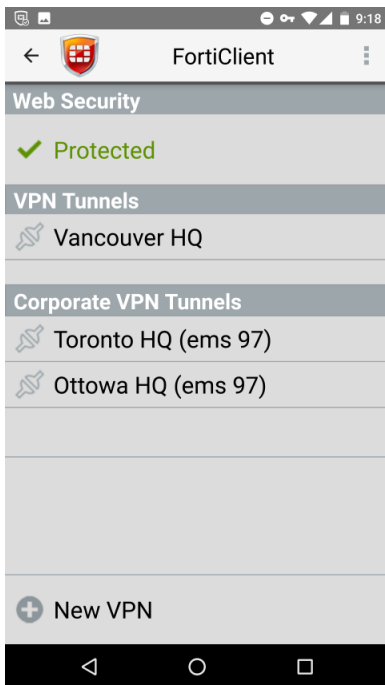 9:18
FortiClient
Web Security
Protected
VPN Tunnels
Vancouver HQ
Corporate VPN Tunnels
Toronto HQ (ems 97)
Ottowa HQ (ems 97)
New VPN